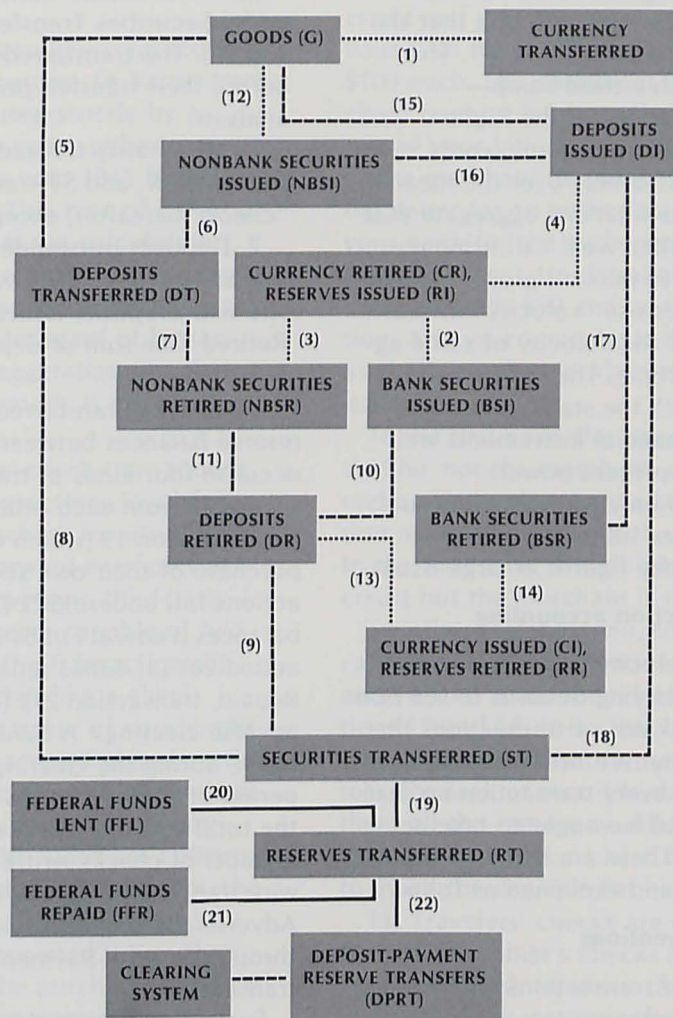 GOODS (G)
(1)
CURRENCY
TRANSFERRED
(12)
(15)
(5)
DEPOSITS
ISSUED (DI)
NONBANK SECURITIES
ISSUED (NBSI)
(16)
(6)
(4)
DEPOSITS
TRANSFERRED (DT)
CURRENCY RETIRED (CR),
RESERVES ISSUED (RI)
(7)
(3)
(2)
(17)
NONBANK SECURITIES
RETIRED (NBSR)
BANK SECURITIES
ISSUED (BSI)
(11)
(10)
DEPOSITS
RETIRED (DR)
BANK SECURITIES
RETIRED (BSR)
(8)
(13)
(14)
(9)
CURRENCY ISSUED (CI),
RESERVES RETIRED (RR)
SECURITIES TRANSFERRED (ST)
(18)
FEDERAL FUNDS
LENT (FFL)
(20)
(19)
RESERVES TRANSFERRED (RT)
FEDERAL FUNDS
REPAID (FFR)
(21)
(22)
CLEARING
SYSTEM
DEPOSIT-PAYMENT
RESERVE TRANSFERS
(DPRT)